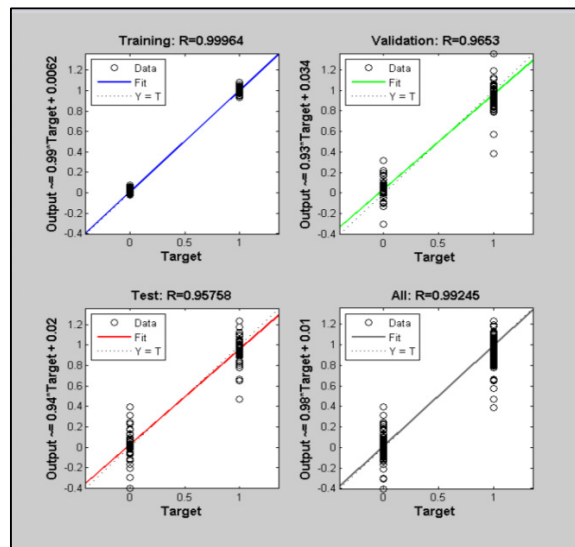 Training: R=0.99964
Output ~= 0.99*Target + 0.0062
1.2
1
0.8
0.6
0.4
0.2
0
-0.2
-0.4
Data
Fit
Y = T
0
0.5
1
Target
Validation: R=0.9653
Output ~= 0.93*Target + 0.034
1.2
1
0.8
0.6
0.4
0.2
0
-0.2
-0.4
Data
Fit
Y = T
0
0.5
1
Target
Test: R=0.95758
Output ~= 0.94*Target + 0.02
1.2
1
0.8
0.6
0.4
0.2
0
-0.2
-0.4
Data
Fit
Y = T
0
0.5
1
Target
All: R=0.99245
Output ~= 0.98*Target + 0.01
1.2
1
0.8
0.6
0.4
0.2
0
-0.2
-0.4
Data
Fit
Y = T
0
0.5
1
Target